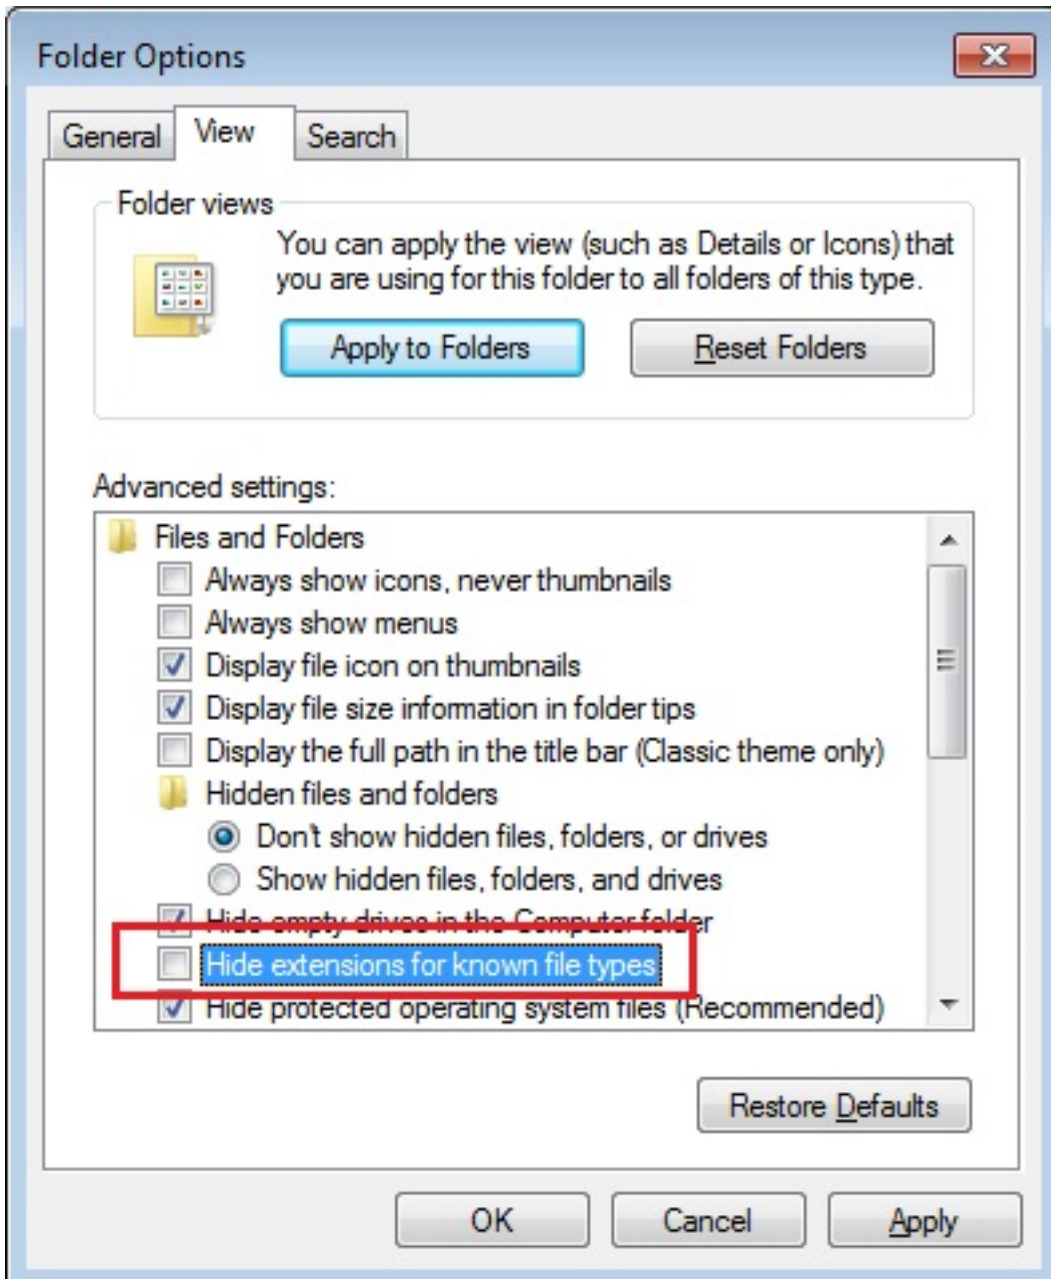 Folder Options
General
View
Search
Folder views
You can apply the view (such as Details or Icons) that
you are using for this folder to all folders of this type.
Apply to Folders
Reset Folders
Advanced settings:
Files and Folders
Always show icons, never thumbnails
Always show menus
Display file icon on thumbnails
Display file size information in folder tips
Display the full path in the title bar (Classic theme only)
Hidden files and folders
Don't show hidden files, folders, or drives
Show hidden files, folders, and drives
Hide empty drives in the Computer folder
Hide extensions for known file types
Hide protected operating system files (Recommended)
Restore Defaults
OK
Cancel
Apply